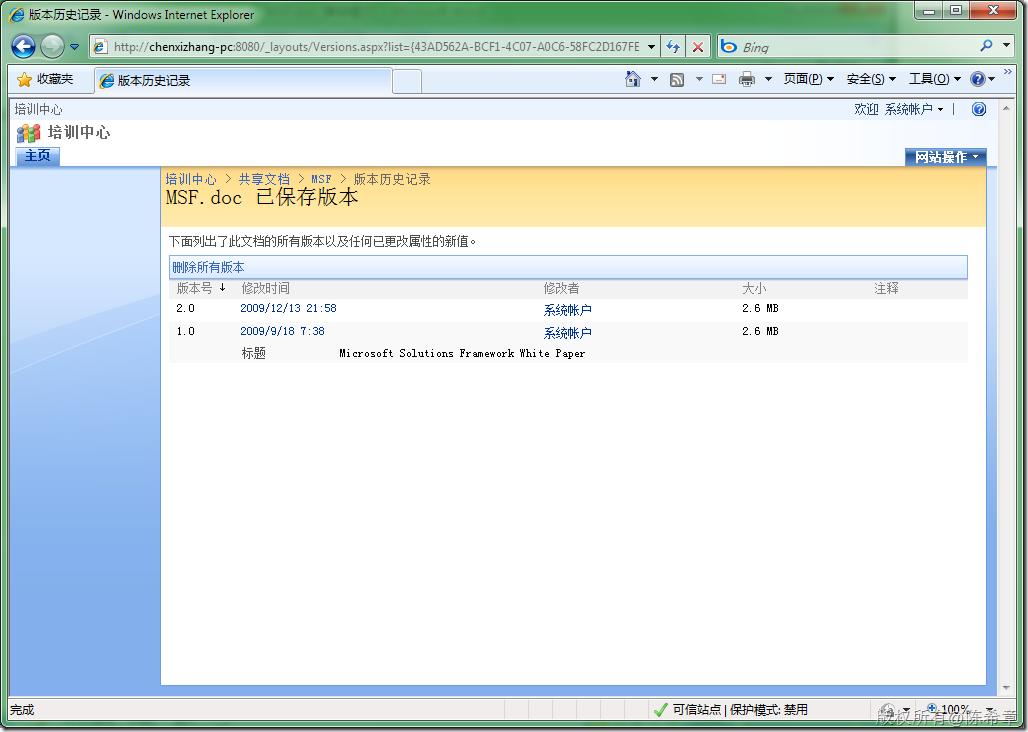 版本历史记录 - Windows Internet Explorer
http://chenxizhang-pc:8080/_layouts/Versions.aspx?list={43AD562A-BCF1-4C07-A0C6-58FC2D167FE
Bing
收藏夹 版本历史记录 页面(P) 安全(S) 工具(O)
培训中心 欢迎 系统帐户
培训中心
主页 网站操作
培训中心 > 共享文档 > MSF > 版本历史记录
MSF.doc 已保存版本
下面列出了此文档的所有版本以及任何已更改属性的新值。
删除所有版本
版本号 ↓ 修改时间 修改者 大小 注释
2.0 2009/12/13 21:58 系统帐户 2.6 MB
1.0 2009/9/18 7:38 系统帐户 2.6 MB
标题 Microsoft Solutions Framework White Paper
完成 可信站点 | 保护模式: 禁用 100%
版权所有@陈希章